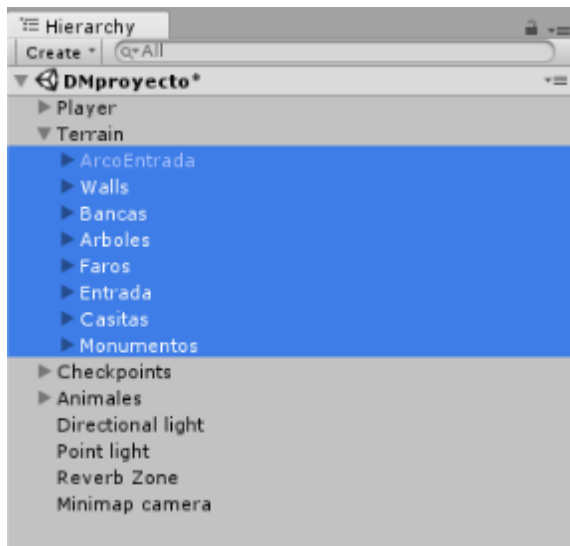 Hierarchy
Create All
DMproyecto*
Player
Terrain
ArcoEntrada
Walls
Bancas
Arboles
Faros
Entrada
Casitas
Monumentos
Checkpoints
Animales
Directional light
Point light
Reverb Zone
Minimap camera